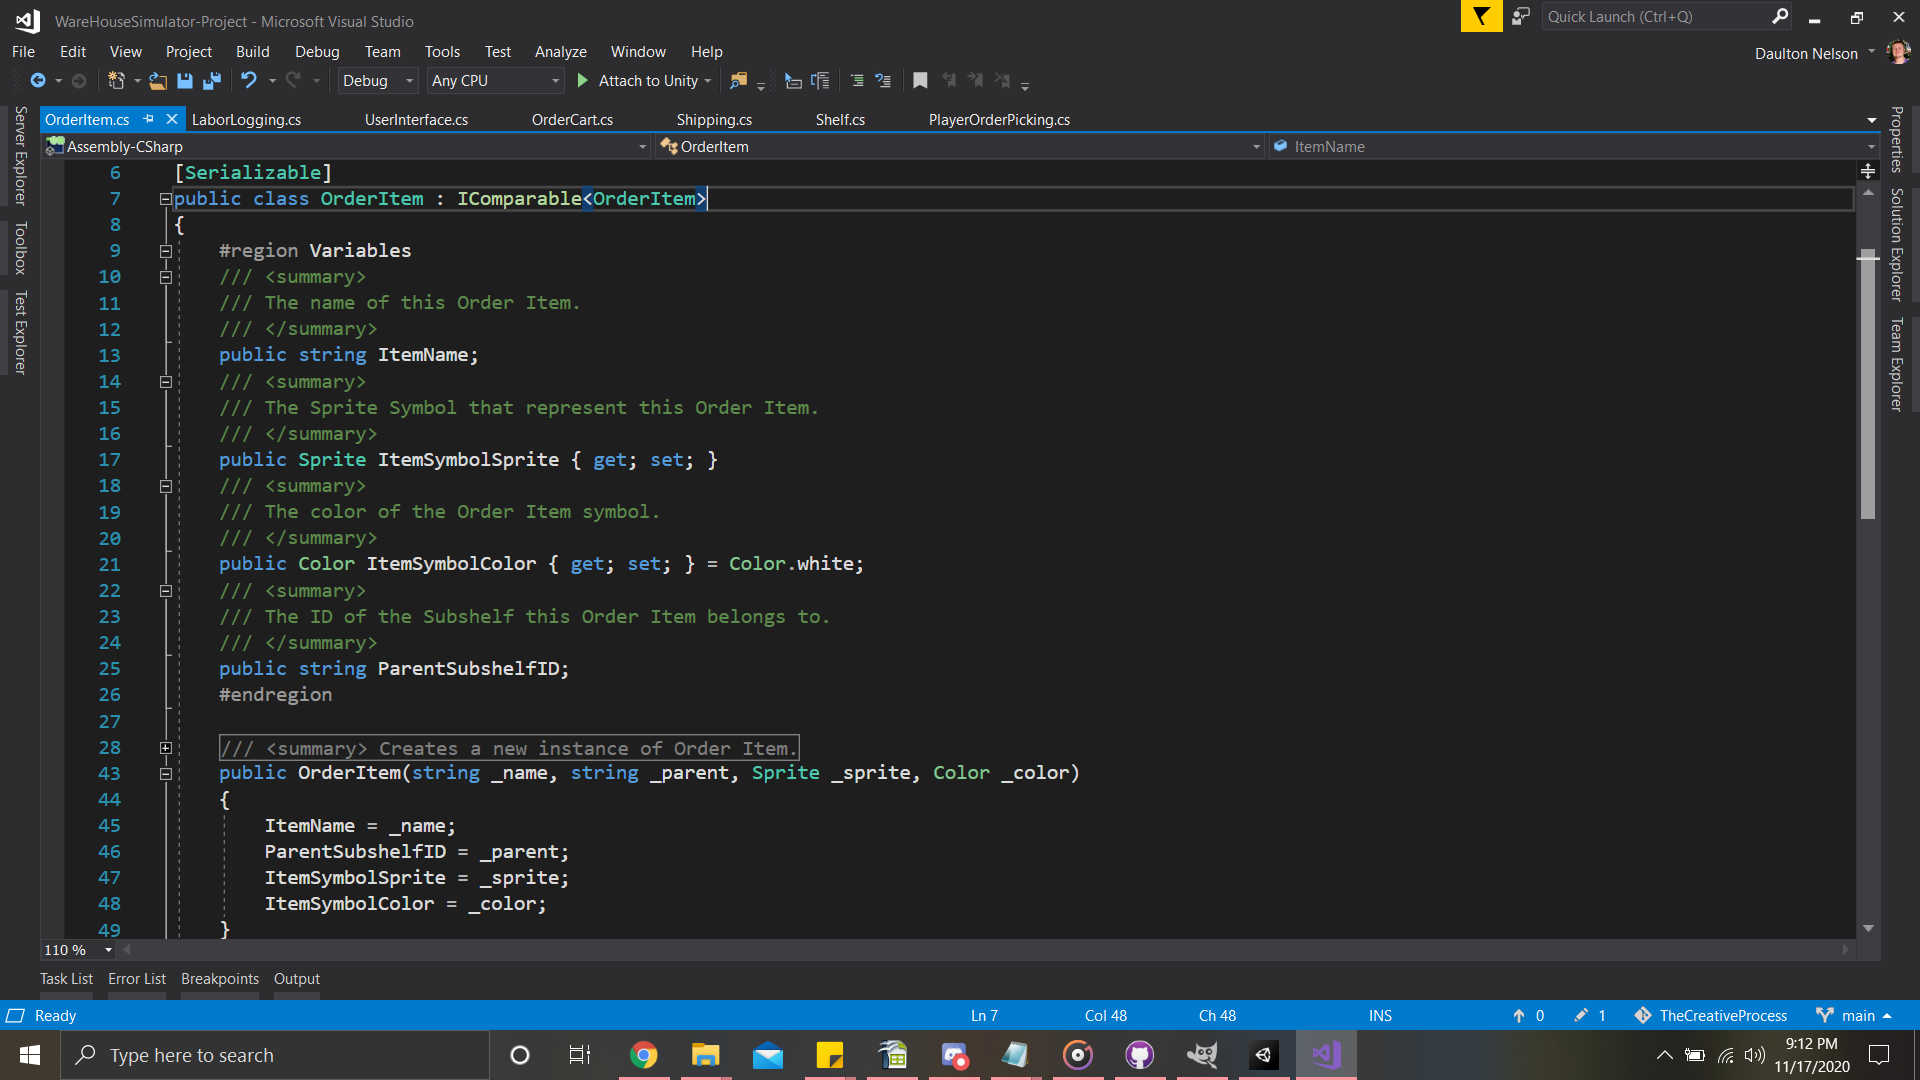 WareHouseSimulator-Project - Microsoft Visual Studio
Quick Launch (Ctrl+Q)
File Edit View Project Build Debug Team Tools Test Analyze Window Help
Daulton Nelson
Debug Any CPU Attach to Unity
OrderItem.cs LaborLogging.cs UserInterface.cs OrderCart.cs Shipping.cs Shelf.cs PlayerOrderPicking.cs
Assembly-CSharp OrderItem ItemName
Server Explorer
Toolbox
Test Explorer
Properties
Solution Explorer
Team Explorer
6 [Serializable]
7 public class OrderItem : IComparable<OrderItem>
8 {
9 #region Variables
10 /// <summary>
11 /// The name of this Order Item.
12 /// </summary>
13 public string ItemName;
14 /// <summary>
15 /// The Sprite Symbol that represent this Order Item.
16 /// </summary>
17 public Sprite ItemSymbolSprite { get; set; }
18 /// <summary>
19 /// The color of the Order Item symbol.
20 /// </summary>
21 public Color ItemSymbolColor { get; set; } = Color.white;
22 /// <summary>
23 /// The ID of the Subshelf this Order Item belongs to.
24 /// </summary>
25 public string ParentSubshelfID;
26 #endregion
27
28 /// <summary> Creates a new instance of Order Item.
43 public OrderItem(string _name, string _parent, Sprite _sprite, Color _color)
44 {
45 ItemName = _name;
46 ParentSubshelfID = _parent;
47 ItemSymbolSprite = _sprite;
48 ItemSymbolColor = _color;
49 }
110 %
Task List Error List Breakpoints Output
Ready Ln 7 Col 48 Ch 48 INS 0 1 TheCreativeProcess main
Type here to search
9:12 PM
11/17/2020